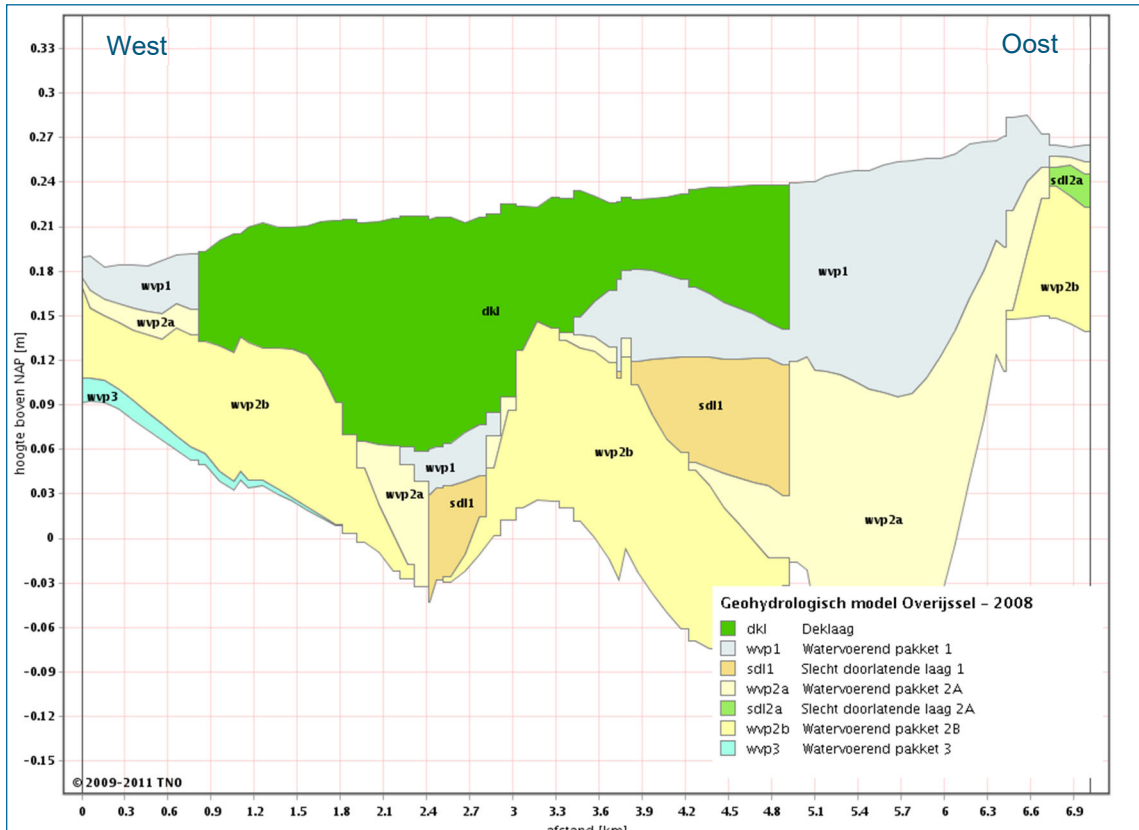 West
Oost
0.33
0.3
0.27
0.24
0.21
0.18
0.15
0.12
0.09
0.06
0.03
0
-0.03
-0.06
-0.09
-0.12
-0.15
hoogte boven NAP [m]
wvp1
wvp2a
wvp2b
wvp3
dkl
wvp1
wvp2a
sdl1
wvp2b
sdl1
wvp1
wvp2a
sdl2a
wvp2b
Geohydrologisch model Overijssel - 2008
dkl Deklaag
wvp1 Watervoerend pakket 1
sdl1 Slecht doorlatende laag 1
wvp2a Watervoerend pakket 2A
sdl2a Slecht doorlatende laag 2A
wvp2b Watervoerend pakket 2B
wvp3 Watervoerend pakket 3
© 2009-2011 TNO
0 0.3 0.6 0.9 1.2 1.5 1.8 2.1 2.4 2.7 3 3.3 3.6 3.9 4.2 4.5 4.8 5.1 5.4 5.7 6 6.3 6.6 6.9
afstand [km]